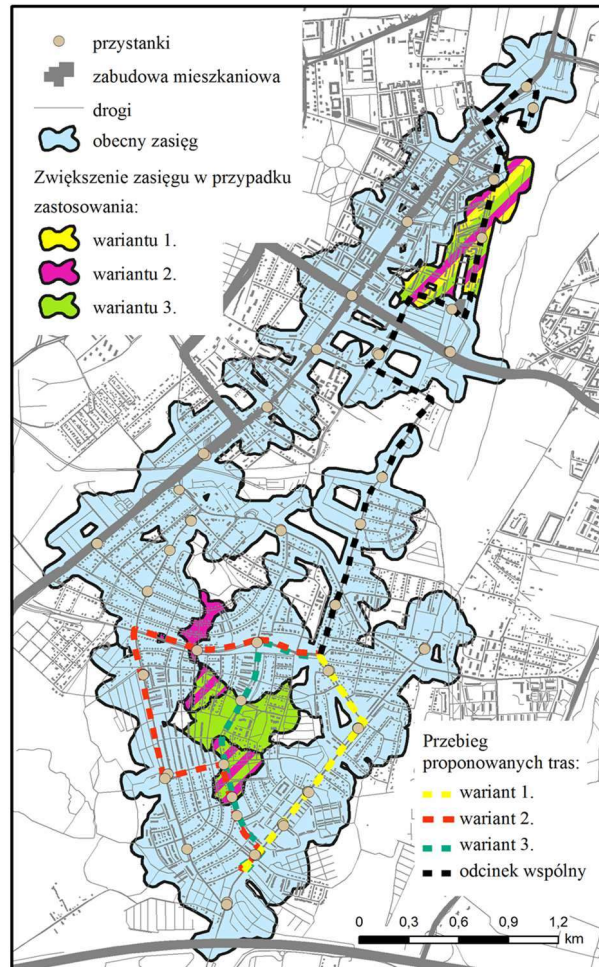 przystanki
zabudowa mieszkaniowa
drogi
obecny zasięg
Zwiększenie zasięgu w przypadku
zastosowania:
wariantu 1.
wariantu 2.
wariantu 3.
Przebieg
proponowanych tras:
wariant 1.
wariant 2.
wariant 3.
odcinek wspólny
0 0,3 0,6 0,9 1,2
km